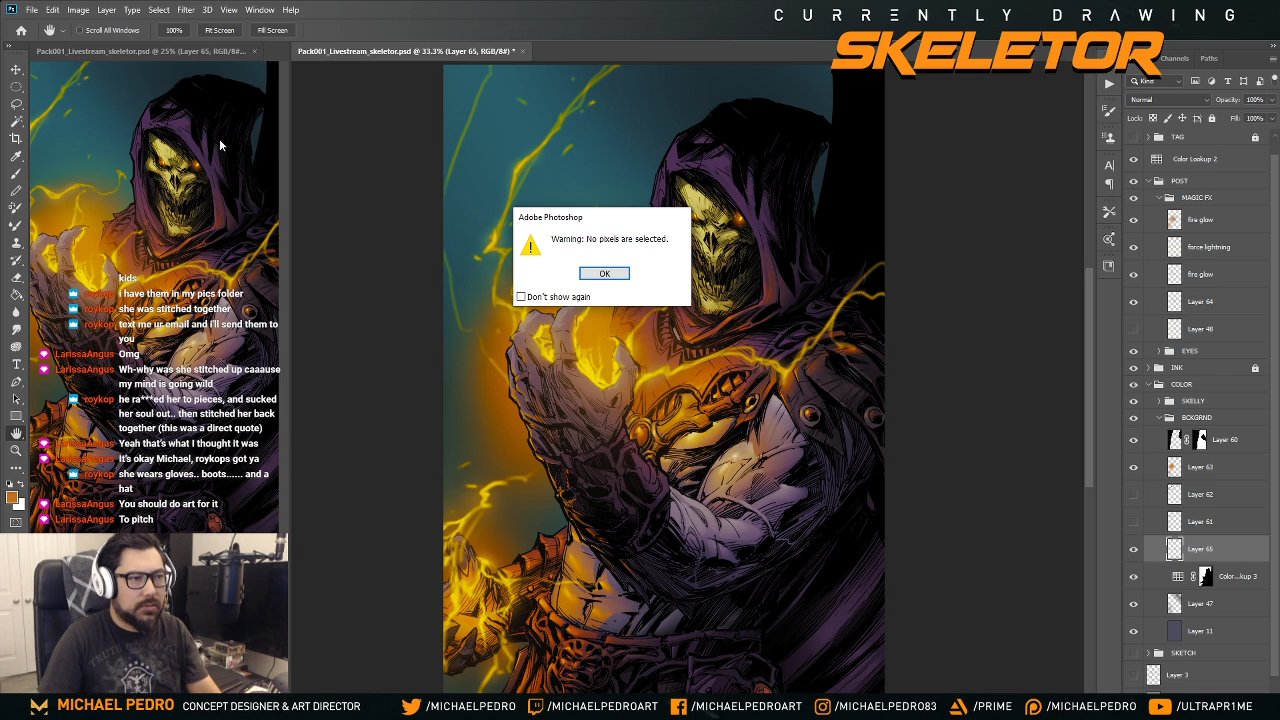 File Edit Image Layer Type Select Filter 3D View Window Help
CURRENTLY DRAWING
SKELETOR
Scroll All Windows 100% Fit Screen Fill Screen
Pack001_Livestream_skeletor.psd @ 25% (Layer 65, RGB/8#...
Pack001_Livestream_skeletor.psd @ 33.3% (Layer 65, RGB/8#) *
Channels Paths
Kind
Normal Opacity: 100%
Lock: Fill: 100%
TAG
Color Lookup 2
POST
MAGIC FX
fire glow
force lightning
fire glow
Layer 64
Layer 48
EYES
INK
COLOR
SKELLY
BCKGRND
Layer 60
Layer 63
Layer 62
Layer 61
Layer 65
Color...kup 3
Layer 47
Layer 11
SKETCH
Layer 3
Adobe Photoshop
Warning: No pixels are selected.
OK
Don't show again
kids
roykop i have them in my pics folder
roykop she was stitched together
roykop text me ur email and i'll send them to
you
LarissaAngus Omg
LarissaAngus Wh-why was she stitched up caaause
my mind is going wild
roykop he ra***ed her to pieces, and sucked
her soul out.. then stitched her back
together (this was a direct quote)
LarissaAngus Yeah that's what I thought it was
LarissaAngus It's okay Michael, roykops got ya
roykop she wears gloves.. boots...... and a
hat
LarissaAngus You should do art for it
LarissaAngus To pitch
MICHAEL PEDRO CONCEPT DESIGNER & ART DIRECTOR
/MICHAELPEDRO /MICHAELPEDROART /MICHAELPEDROART /MICHAELPEDRO83 /PRIME /MICHAELPEDRO /ULTRAPR1ME